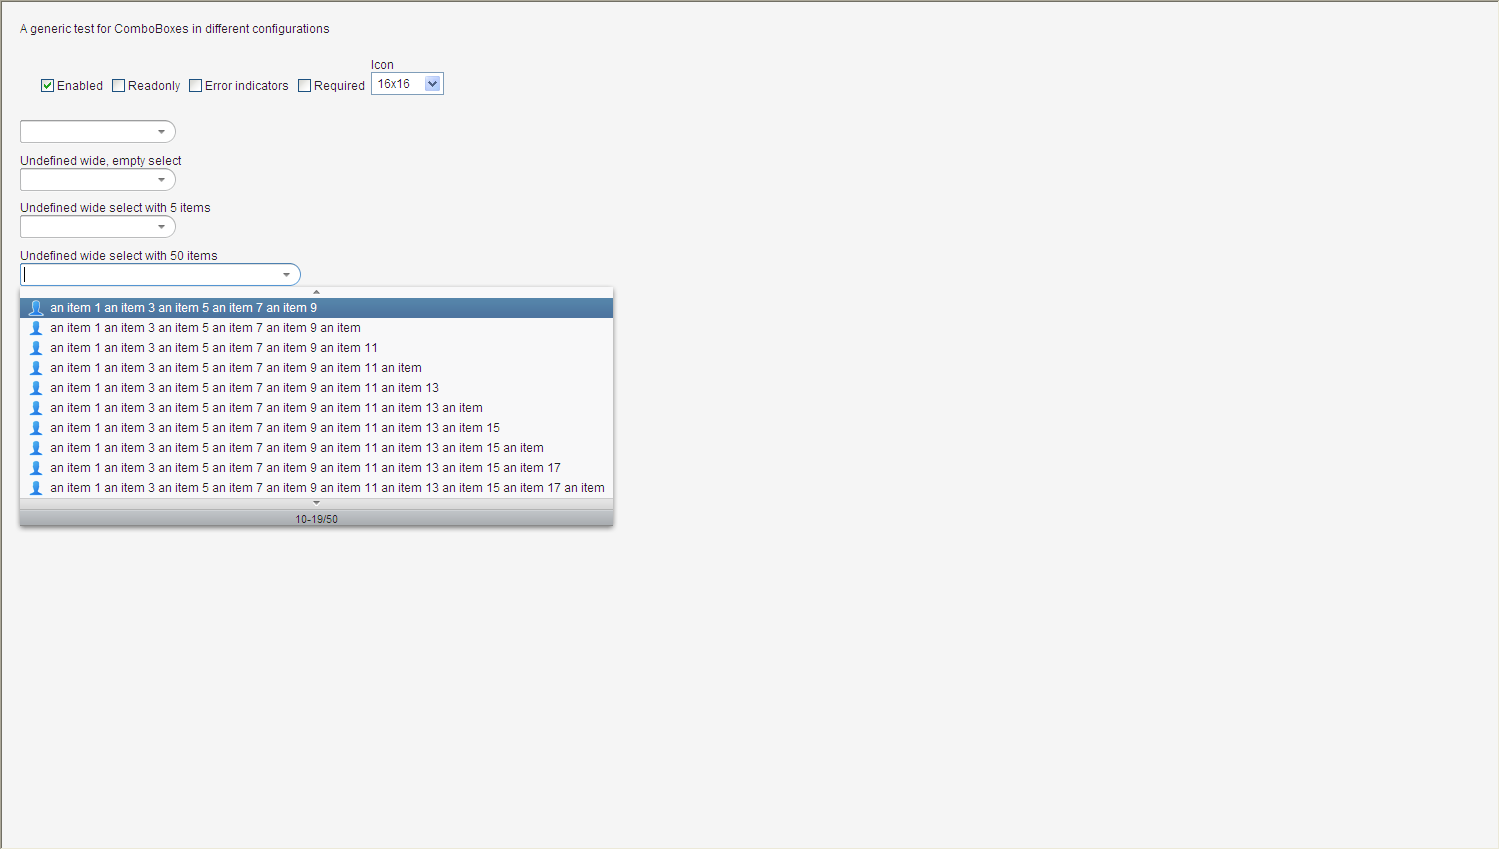 A generic test for ComboBoxes in different configurations
Icon
Enabled Readonly Error indicators Required 16x16
Undefined wide, empty select
Undefined wide select with 5 items
Undefined wide select with 50 items
an item 1 an item 3 an item 5 an item 7 an item 9
an item 1 an item 3 an item 5 an item 7 an item 9 an item
an item 1 an item 3 an item 5 an item 7 an item 9 an item 11
an item 1 an item 3 an item 5 an item 7 an item 9 an item 11 an item
an item 1 an item 3 an item 5 an item 7 an item 9 an item 11 an item 13
an item 1 an item 3 an item 5 an item 7 an item 9 an item 11 an item 13 an item
an item 1 an item 3 an item 5 an item 7 an item 9 an item 11 an item 13 an item 15
an item 1 an item 3 an item 5 an item 7 an item 9 an item 11 an item 13 an item 15 an item
an item 1 an item 3 an item 5 an item 7 an item 9 an item 11 an item 13 an item 15 an item 17
an item 1 an item 3 an item 5 an item 7 an item 9 an item 11 an item 13 an item 15 an item 17 an item
10-19/50